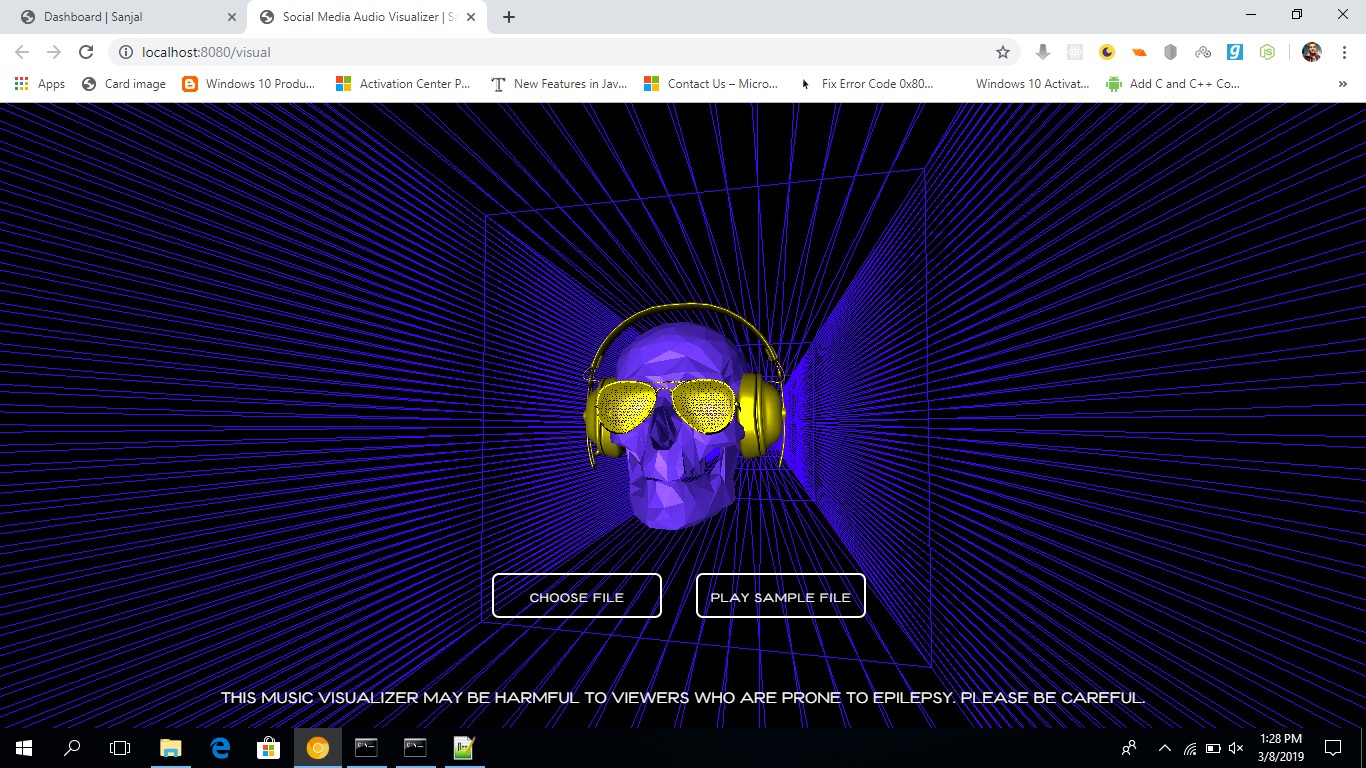 Dashboard | Sanjal
Social Media Audio Visualizer | Sa
localhost:8080/visual
Apps
Card image
Windows 10 Produ...
Activation Center P...
New Features in Jav...
Contact Us – Micro...
Fix Error Code 0x80...
Windows 10 Activat...
Add C and C++ Co...
CHOOSE FILE
PLAY SAMPLE FILE
THIS MUSIC VISUALIZER MAY BE HARMFUL TO VIEWERS WHO ARE PRONE TO EPILEPSY. PLEASE BE CAREFUL.
1:28 PM
3/8/2019